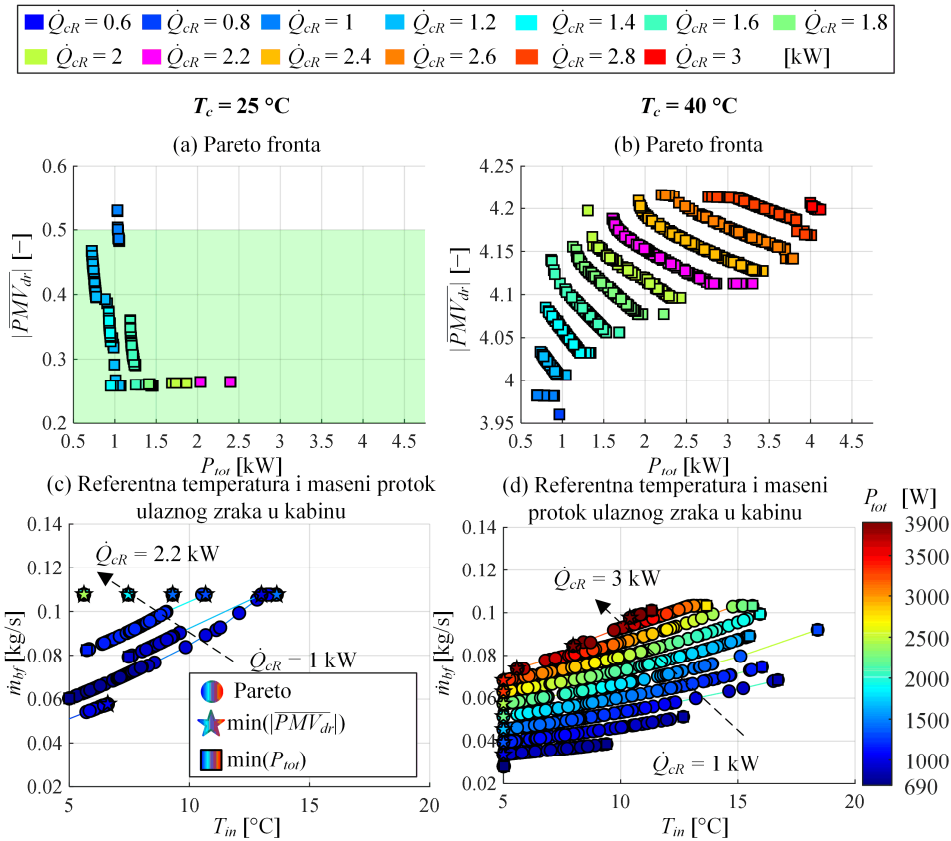 Q̇cR = 0.6 Q̇cR = 0.8 Q̇cR = 1 Q̇cR = 1.2 Q̇cR = 1.4 Q̇cR = 1.6 Q̇cR = 1.8
Q̇cR = 2 Q̇cR = 2.2 Q̇cR = 2.4 Q̇cR = 2.6 Q̇cR = 2.8 Q̇cR = 3 [kW]
Tc = 25 °C
Tc = 40 °C
(a) Pareto fronta
0.6
0.5
0.4
0.3
0.2
|PMVdr| [−]
0.5 1 1.5 2 2.5 3 3.5 4 4.5
Ptot [kW]
(b) Pareto fronta
4.25
4.2
4.15
4.1
4.05
4
3.95
|PMVdr| [−]
0.5 1 1.5 2 2.5 3 3.5 4 4.5
Ptot [kW]
(c) Referentna temperatura i maseni protok
ulaznog zraka u kabinu
0.14
0.12
0.1
0.08
0.06
0.04
0.02
ṁbf [kg/s]
Q̇cR = 2.2 kW
Q̇cR = 1 kW
Pareto
min(|PMVdr|)
min(Ptot)
5 10 15 20
Tin [°C]
(d) Referentna temperatura i maseni
protok ulaznog zraka u kabinu
0.14
0.12
0.1
0.08
0.06
0.04
0.02
ṁbf [kg/s]
Q̇cR = 3 kW
Q̇cR = 1 kW
5 10 15 20
Tin [°C]
Ptot [W]
3900
3000
2500
2000
1500
1000
690